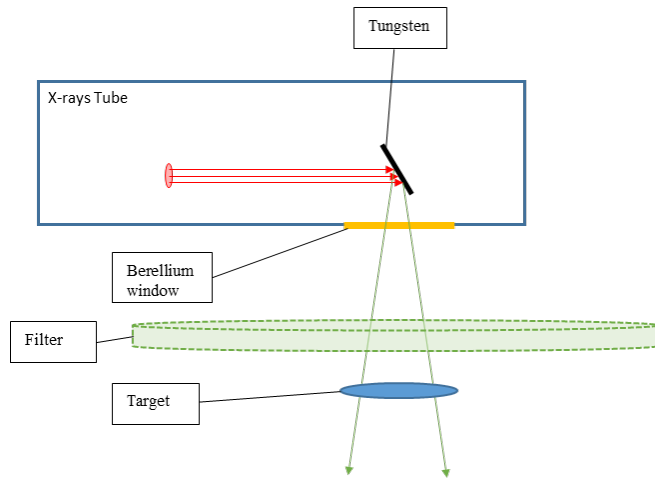 Tungsten
X-rays Tube
Berellium
window
Filter
Target